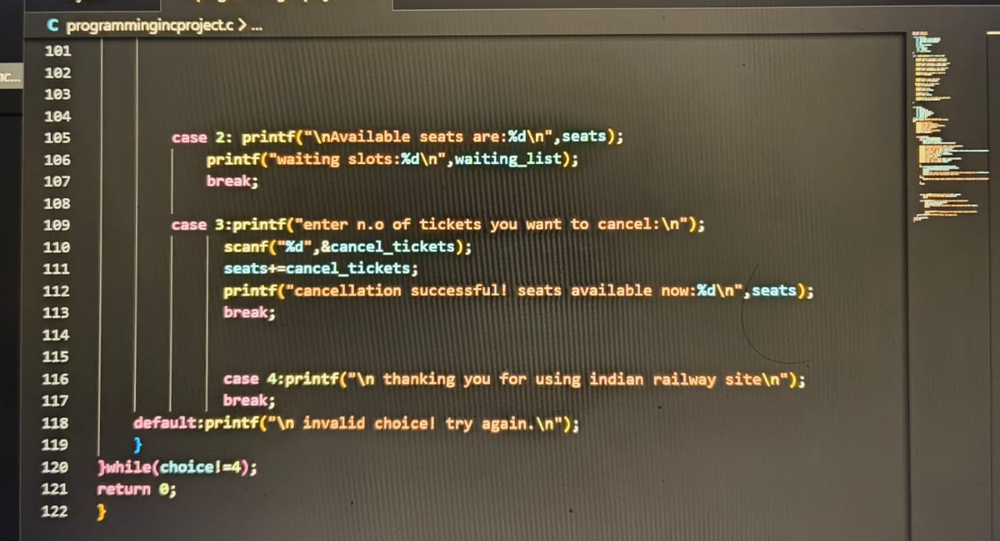 C programmingincproject.c > ...
nc...
101
102
103
104
105 case 2: printf("\nAvailable seats are:%d\n",seats);
106 printf("waiting slots:%d\n",waiting_list);
107 break;
108
109 case 3:printf("enter n.o of tickets you want to cancel:\n");
110 scanf("%d",&cancel_tickets);
111 seats+=cancel_tickets;
112 printf("cancellation successful! seats available now:%d\n",seats);
113 break;
114
115
116 case 4:printf("\n thanking you for using indian railway site\n");
117 break;
118 default:printf("\n invalid choice! try again.\n");
119 }
120 }while(choice!=4);
121 return 0;
122 }